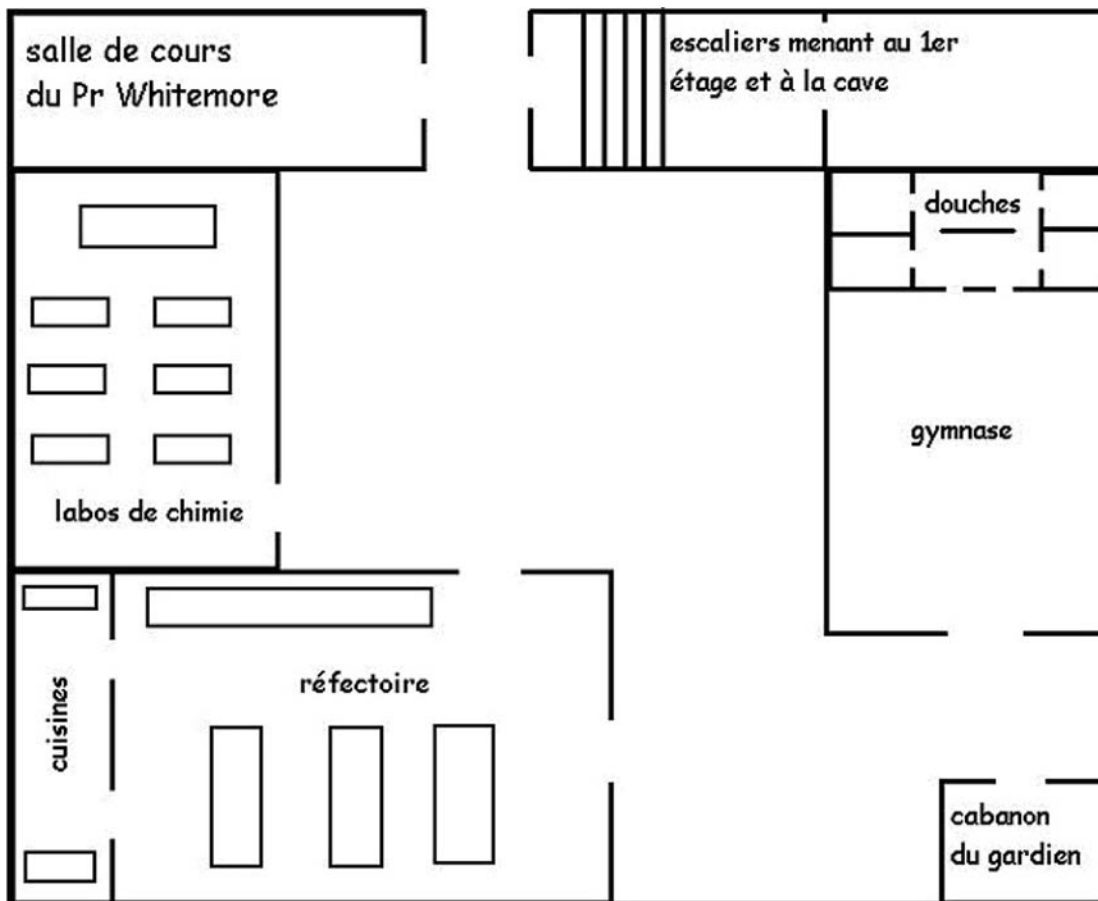 salle de cours
du Pr Whitemore
escaliers menant au 1er
étage et à la cave
douches
gymnase
labos de chimie
cuisines
réfectoire
cabanon
du gardien